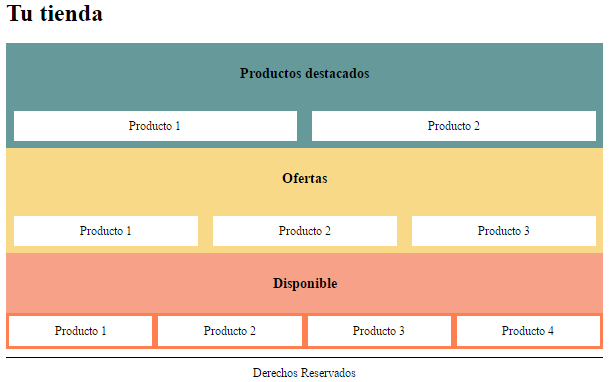 Tu tienda
Productos destacados
Producto 1 Producto 2
Ofertas
Producto 1 Producto 2 Producto 3
Disponible
Producto 1 Producto 2 Producto 3 Producto 4
Derechos Reservados